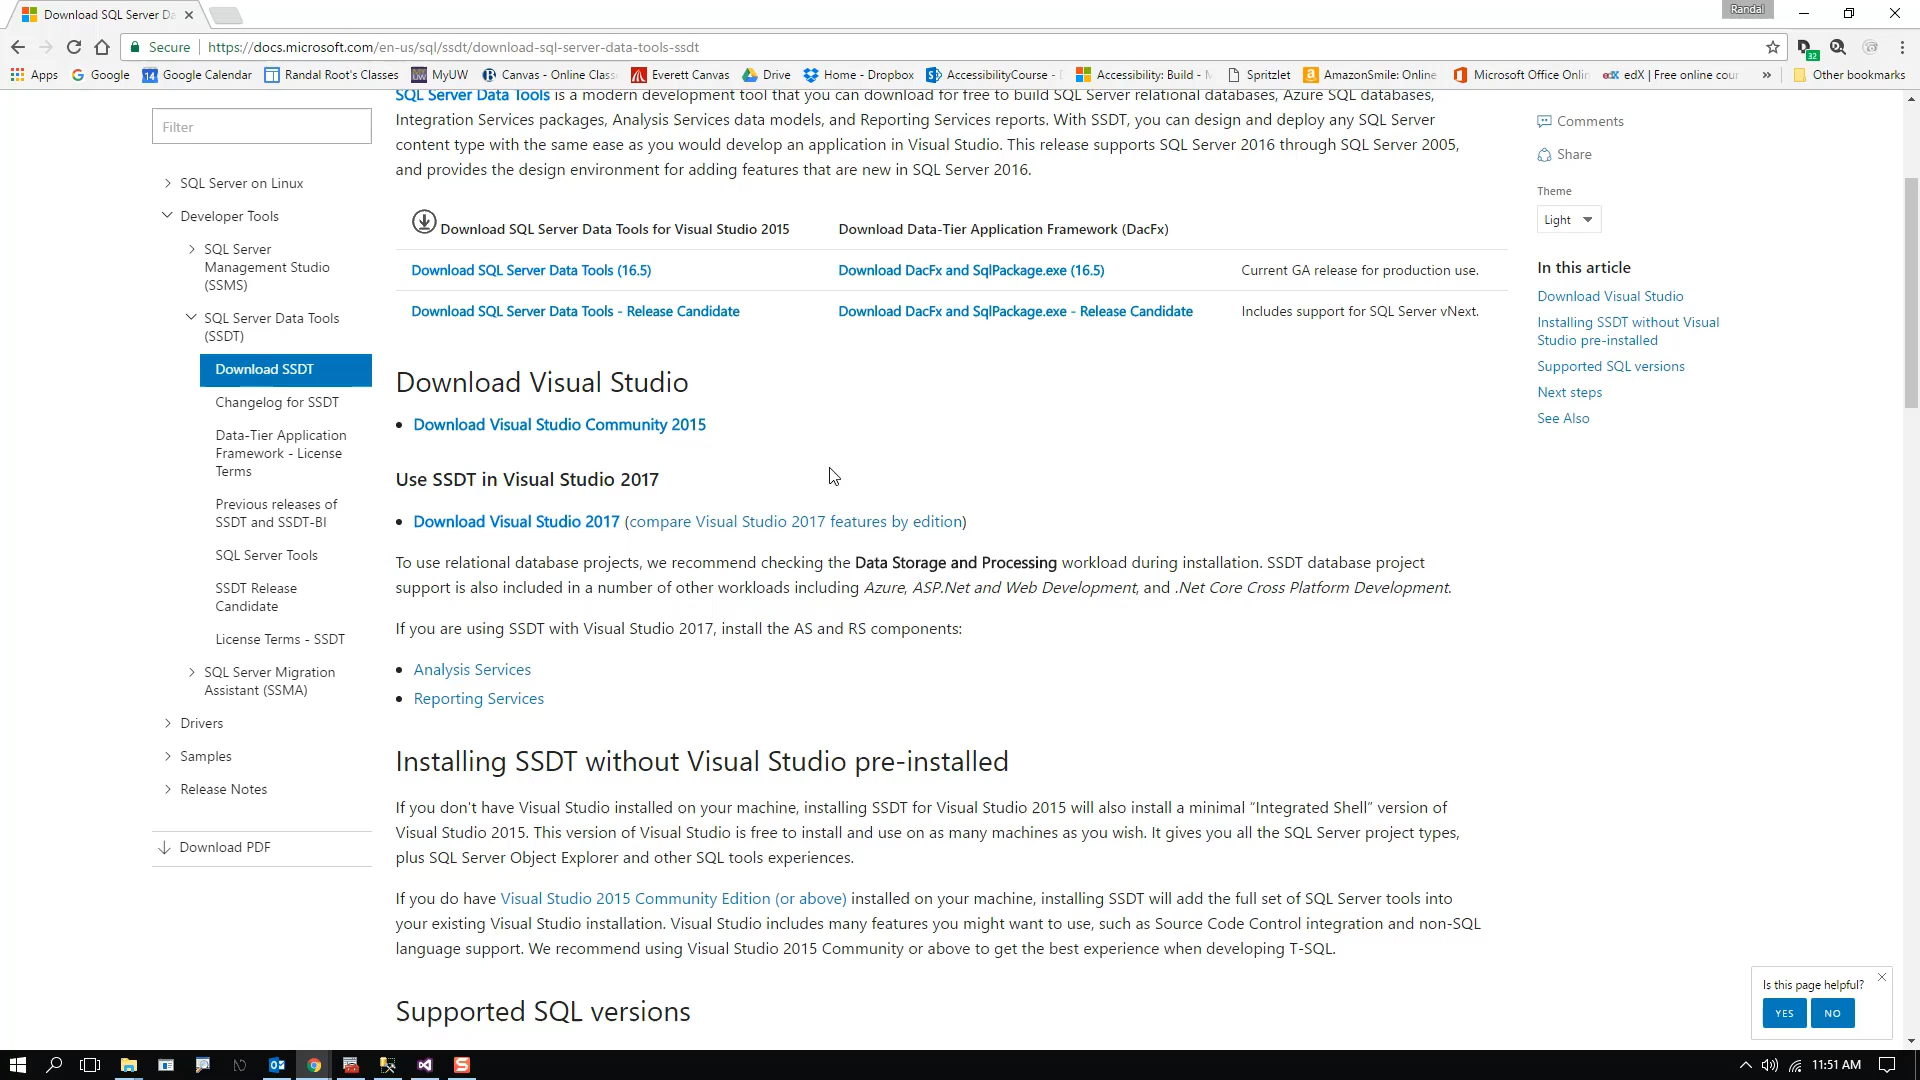 Download SQL Server Da
Randal
Secure
https://docs.microsoft.com/en-us/sql/ssdt/download-sql-server-data-tools-ssdt
32
Apps
Google
14
Google Calendar
Randal Root's Classes
MyUW
Canvas - Online Class
Everett Canvas
Drive
Home - Dropbox
AccessibilityCourse -
Accessibility: Build -
Spritzlet
AmazonSmile: Online
Microsoft Office Onlin
edX | Free online cour
»
Other bookmarks
SQL Server Data Tools is a modern development tool that you can download for free to build SQL Server relational databases, Azure SQL databases,
Integration Services packages, Analysis Services data models, and Reporting Services reports. With SSDT, you can design and deploy any SQL Server
content type with the same ease as you would develop an application in Visual Studio. This release supports SQL Server 2016 through SQL Server 2005,
and provides the design environment for adding features that are new in SQL Server 2016.
Filter
SQL Server on Linux
Developer Tools
SQL Server
Management Studio
(SSMS)
SQL Server Data Tools
(SSDT)
Download SSDT
Changelog for SSDT
Data-Tier Application
Framework - License
Terms
Previous releases of
SSDT and SSDT-BI
SQL Server Tools
SSDT Release
Candidate
License Terms - SSDT
SQL Server Migration
Assistant (SSMA)
Drivers
Samples
Release Notes
Download PDF
Download SQL Server Data Tools for Visual Studio 2015
Download Data-Tier Application Framework (DacFx)
Download SQL Server Data Tools (16.5)
Download DacFx and SqlPackage.exe (16.5)
Current GA release for production use.
Download SQL Server Data Tools - Release Candidate
Download DacFx and SqlPackage.exe - Release Candidate
Includes support for SQL Server vNext.
Download Visual Studio
• Download Visual Studio Community 2015
Use SSDT in Visual Studio 2017
• Download Visual Studio 2017 (compare Visual Studio 2017 features by edition)
To use relational database projects, we recommend checking the Data Storage and Processing workload during installation. SSDT database project
support is also included in a number of other workloads including Azure, ASP.Net and Web Development, and .Net Core Cross Platform Development.
If you are using SSDT with Visual Studio 2017, install the AS and RS components:
• Analysis Services
• Reporting Services
Installing SSDT without Visual Studio pre-installed
If you don't have Visual Studio installed on your machine, installing SSDT for Visual Studio 2015 will also install a minimal “Integrated Shell” version of
Visual Studio 2015. This version of Visual Studio is free to install and use on as many machines as you wish. It gives you all the SQL Server project types,
plus SQL Server Object Explorer and other SQL tools experiences.
If you do have Visual Studio 2015 Community Edition (or above) installed on your machine, installing SSDT will add the full set of SQL Server tools into
your existing Visual Studio installation. Visual Studio includes many features you might want to use, such as Source Code Control integration and non-SQL
language support. We recommend using Visual Studio 2015 Community or above to get the best experience when developing T-SQL.
Supported SQL versions
Comments
Share
Theme
Light
In this article
Download Visual Studio
Installing SSDT without Visual
Studio pre-installed
Supported SQL versions
Next steps
See Also
Is this page helpful?
YES
NO
11:51 AM